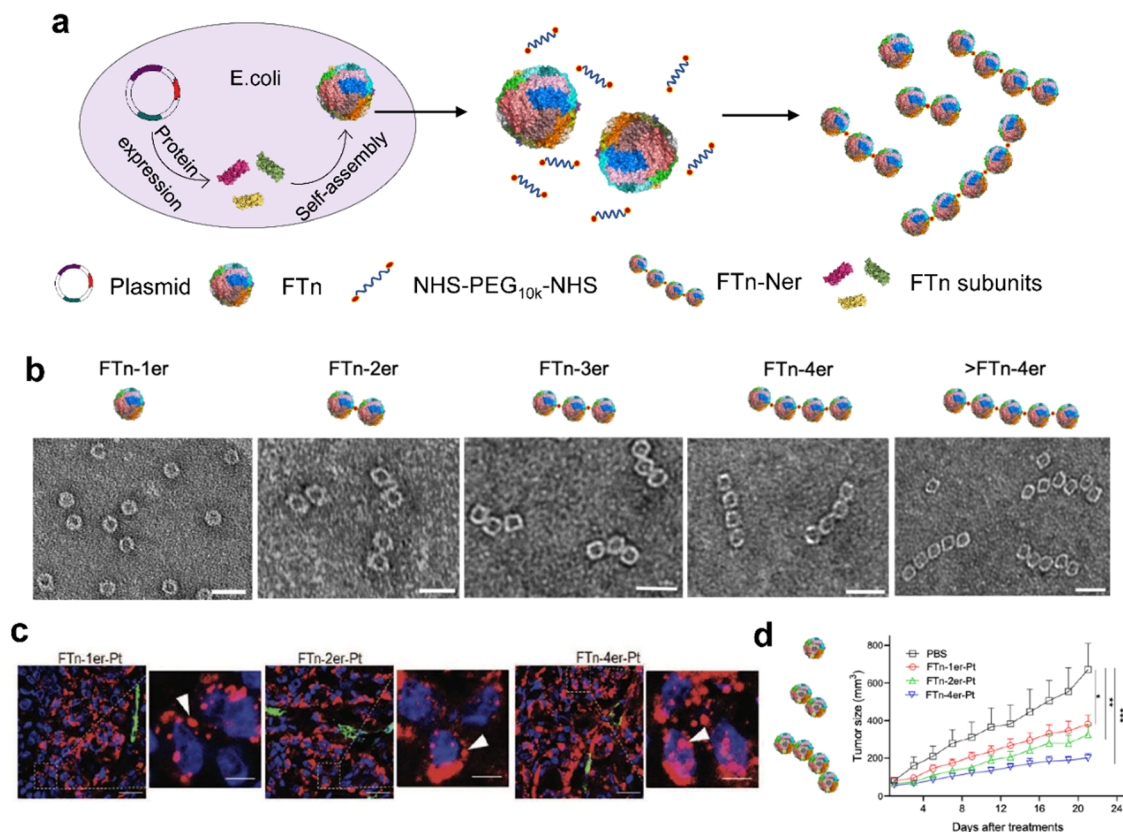 a
E.coli
Protein
expression
Self-assembly
Plasmid
FTn
NHS-PEG10k-NHS
FTn-Ner
FTn subunits
b
FTn-1er
FTn-2er
FTn-3er
FTn-4er
>FTn-4er
c
FTn-1er-Pt
FTn-2er-Pt
FTn-4er-Pt
d
Tumor size (mm3)
800
600
400
200
0
PBS
FTn-1er-Pt
FTn-2er-Pt
FTn-4er-Pt
*
**
***
4 8 12 16 20 24
Days after treatments